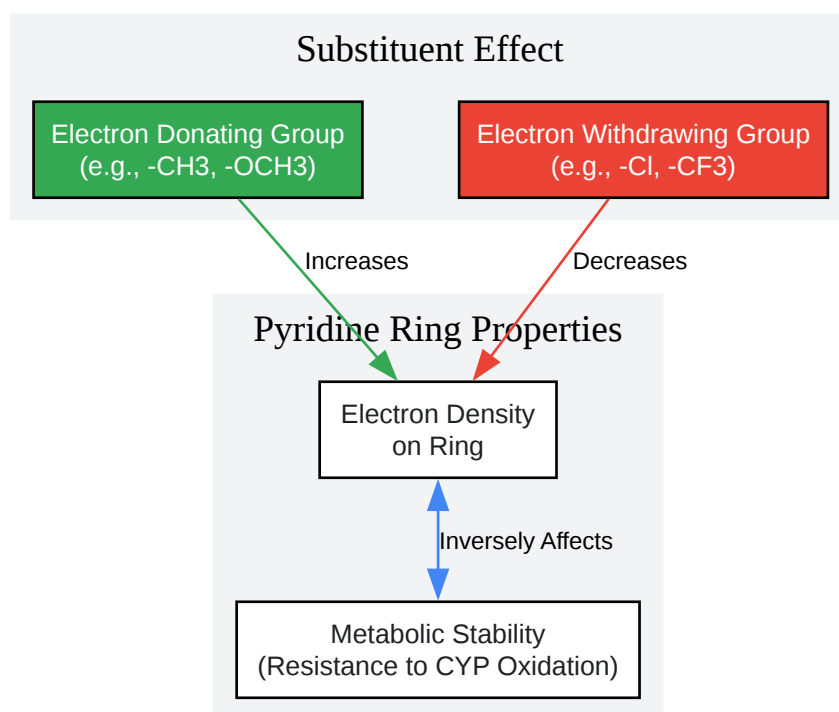 Substituent Effect
Electron Donating Group
(e.g., -CH3, -OCH3)
Electron Withdrawing Group
(e.g., -Cl, -CF3)
Increases
Decreases
Pyridine Ring Properties
Electron Density
on Ring
Inversely Affects
Metabolic Stability
(Resistance to CYP Oxidation)